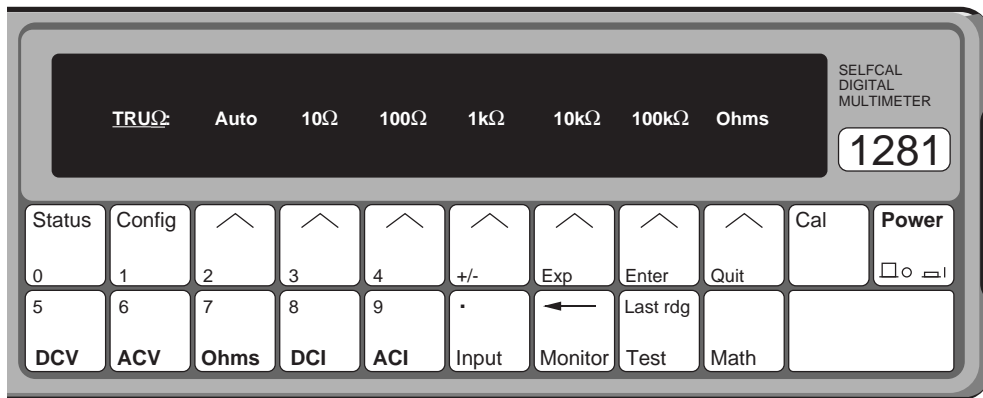 TRUΩ: Auto 10Ω 100Ω 1kΩ 10kΩ 100kΩ Ohms
SELFCAL
DIGITAL
MULTIMETER
1281
Status Config Cal Power
0 1 2 3 4 +/- Exp Enter Quit
5 6 7 8 9 . Last rdg
DCV ACV Ohms DCI ACI Input Monitor Test Math